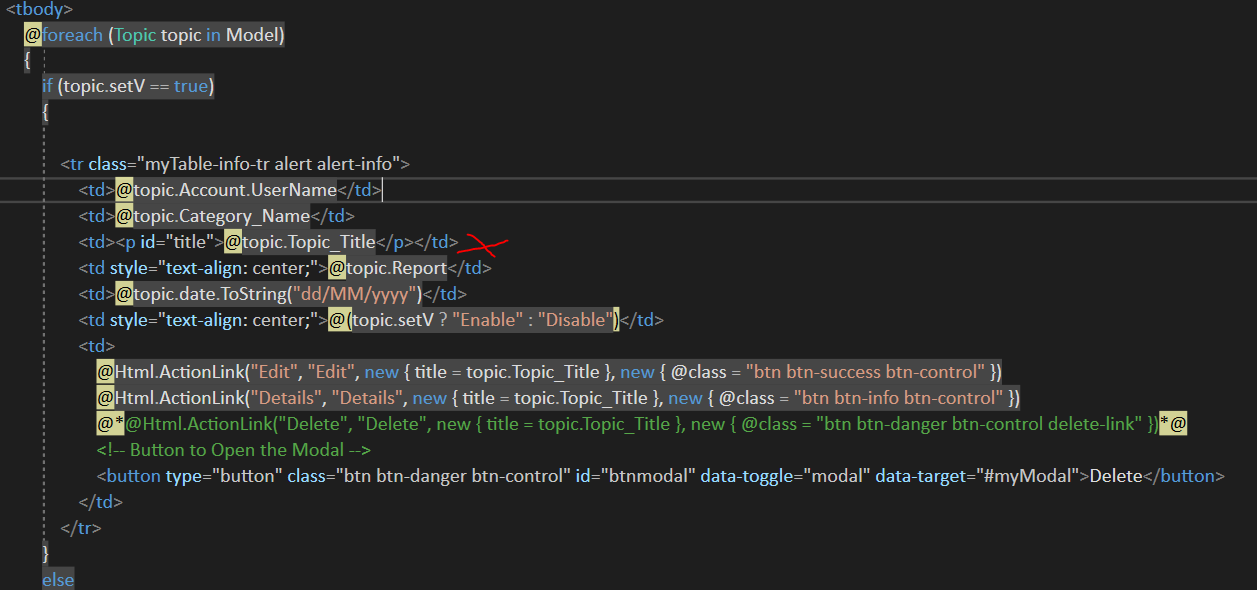 <tbody>
@foreach (Topic topic in Model)
{
if (topic.setV == true)
{
<tr class="myTable-info-tr alert alert-info">
<td>@topic.Account.UserName</td>
<td>@topic.Category_Name</td>
<td><p id="title">@topic.Topic_Title</p></td>
<td style="text-align: center;">@topic.Report</td>
<td>@topic.date.ToString("dd/MM/yyyy")</td>
<td style="text-align: center;">@(topic.setV ? "Enable" : "Disable")</td>
<td>
@Html.ActionLink("Edit", "Edit", new { title = topic.Topic_Title }, new { @class = "btn btn-success btn-control" })
@Html.ActionLink("Details", "Details", new { title = topic.Topic_Title }, new { @class = "btn btn-info btn-control" })
@*@Html.ActionLink("Delete", "Delete", new { title = topic.Topic_Title }, new { @class = "btn btn-danger btn-control delete-link" })*@
<!-- Button to Open the Modal -->
<button type="button" class="btn btn-danger btn-control" id="btnmodal" data-toggle="modal" data-target="#myModal">Delete</button>
</td>
</tr>
}
else